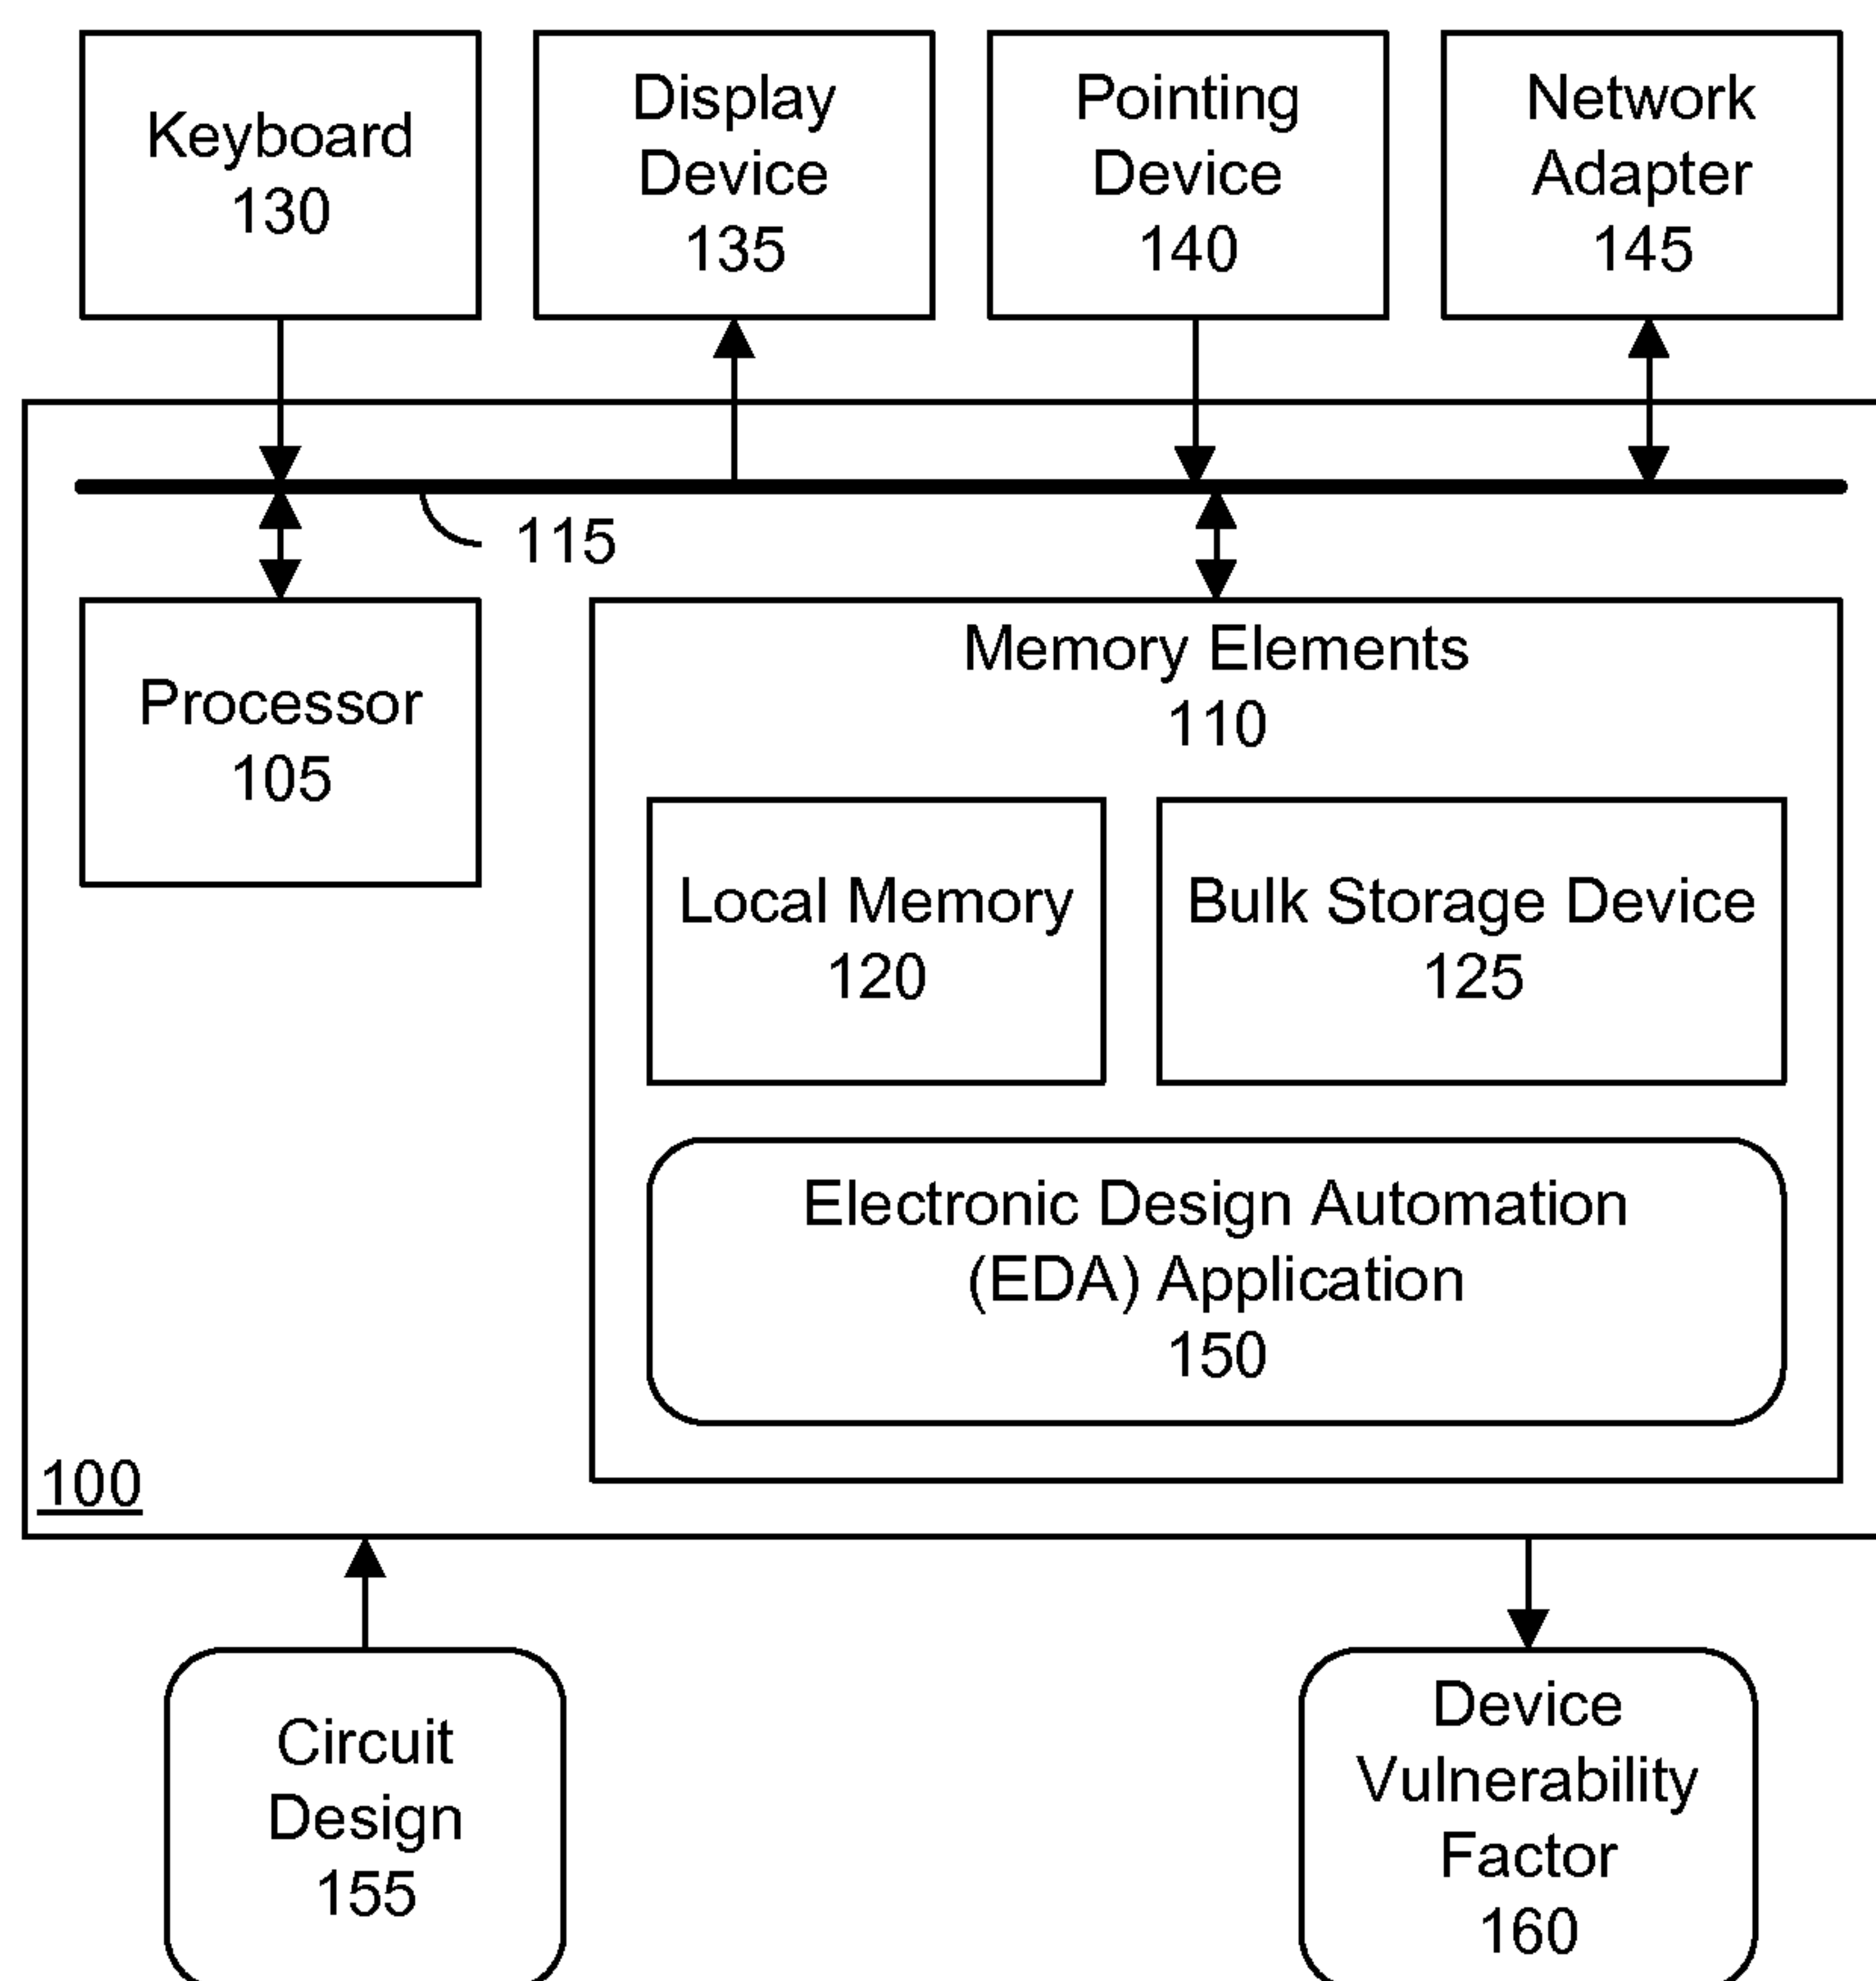 Keyboard
130
Display
Device
135
Pointing
Device
140
Network
Adapter
145
115
Processor
105
Memory Elements
110
Local Memory
120
Bulk Storage Device
125
Electronic Design Automation
(EDA) Application
150
100
Circuit
Design
155
Device
Vulnerability
Factor
160